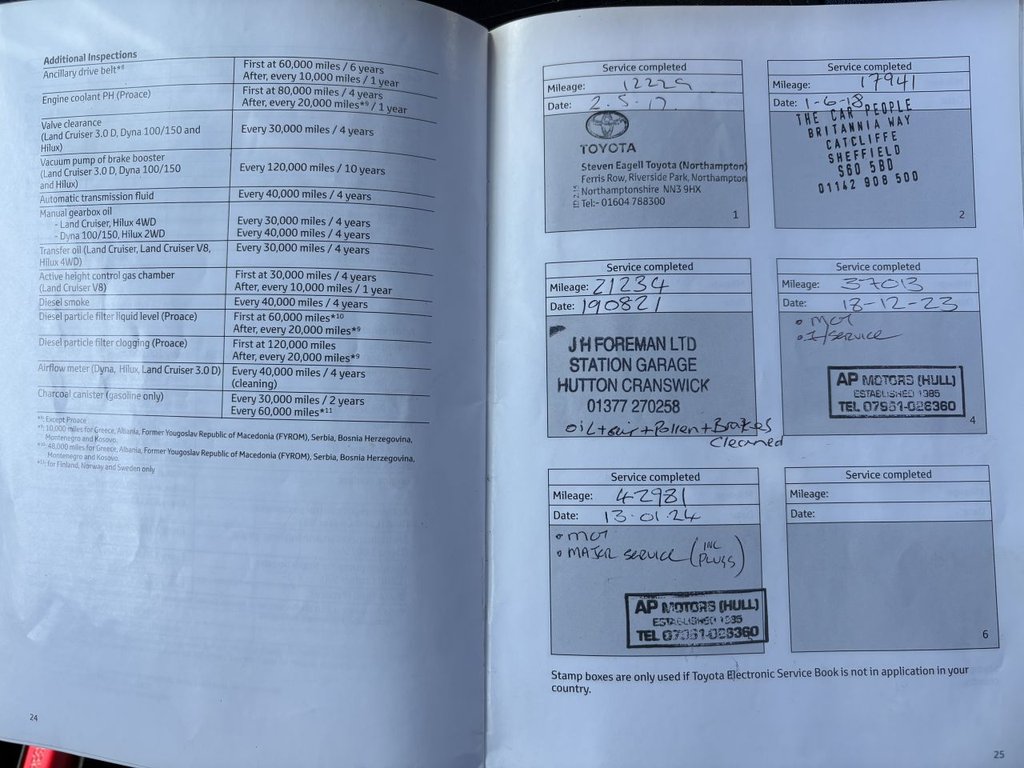 Additional Inspections
Ancillary drive belt*8 First at 60,000 miles / 6 years
After, every 10,000 miles / 1 year
Engine coolant PH (Proace) First at 80,000 miles / 4 years
After, every 20,000 miles*9 / 1 year
Valve clearance
(Land Cruiser 3.0 D, Dyna 100/150 and Every 30,000 miles / 4 years
Hilux)
Vacuum pump of brake booster
(Land Cruiser 3.0 D, Dyna 100/150 Every 120,000 miles / 10 years
and Hilux)
Automatic transmission fluid Every 40,000 miles / 4 years
Manual gearbox oil
- Land Cruiser, Hilux 4WD Every 30,000 miles / 4 years
- Dyna 100/150, Hilux 2WD Every 40,000 miles / 4 years
Transfer oil (Land Cruiser, Land Cruiser V8, Every 30,000 miles / 4 years
Hilux 4WD)
Active height control gas chamber First at 30,000 miles / 4 years
(Land Cruiser V8) After, every 10,000 miles / 1 year
Diesel smoke Every 40,000 miles / 4 years
Diesel particle filter liquid level (Proace) First at 60,000 miles*10
After, every 20,000 miles*9
Diesel particle filter clogging (Proace) First at 120,000 miles
After, every 20,000 miles*9
Airflow meter (Dyna, Hilux, Land Cruiser 3.0 D) Every 40,000 miles / 4 years
(cleaning)
Charcoal canister (gasoline only) Every 30,000 miles / 2 years
Every 60,000 miles*11
*8: Except Proace
*9: 10,000 miles for Greece, Albania, Former Yougoslav Republic of Macedonia (FYROM), Serbia, Bosnia Herzegovina,
Montenegro and Kosovo.
*10: 48,000 miles for Greece, Albania, Former Yougoslav Republic of Macedonia (FYROM), Serbia, Bosnia Herzegovina,
Montenegro and Kosovo.
*11: for Finland, Norway and Sweden only
24
Service completed
Mileage: 12229
Date: 2.5.17
TOYOTA
Steven Eagell Toyota (Northampton
Ferris Row, Riverside Park, Northampton
Northamptonshire NN3 9HX
Tel:- 01604 788300
1
Service completed
Mileage: 17941
Date: 1-6-18
THE CAR PEOPLE
BRITANNIA WAY
CATCLIFFE
SHEFFIELD
S60 5BD
01142 908 500
2
Service completed
Mileage: 21234
Date: 190821
J H FOREMAN LTD
STATION GARAGE
HUTTON CRANSWICK
01377 270258
oil + air + Pollen + Brakes
Cleaned
Service completed
Mileage: 37013
Date: 18-12-23
• MOT
• I/Service
AP MOTORS (HULL)
ESTABLISHED 1985
TEL 07951-026360
4
Service completed
Mileage: 42981
Date: 13.01.24
• MOT
• MAJOR SERVICE (INC PLUGS)
AP MOTORS (HULL)
ESTABLISHED 1985
TEL 07951-026360
Service completed
Mileage:
Date:
6
Stamp boxes are only used if Toyota Electronic Service Book is not in application in your
country.
25